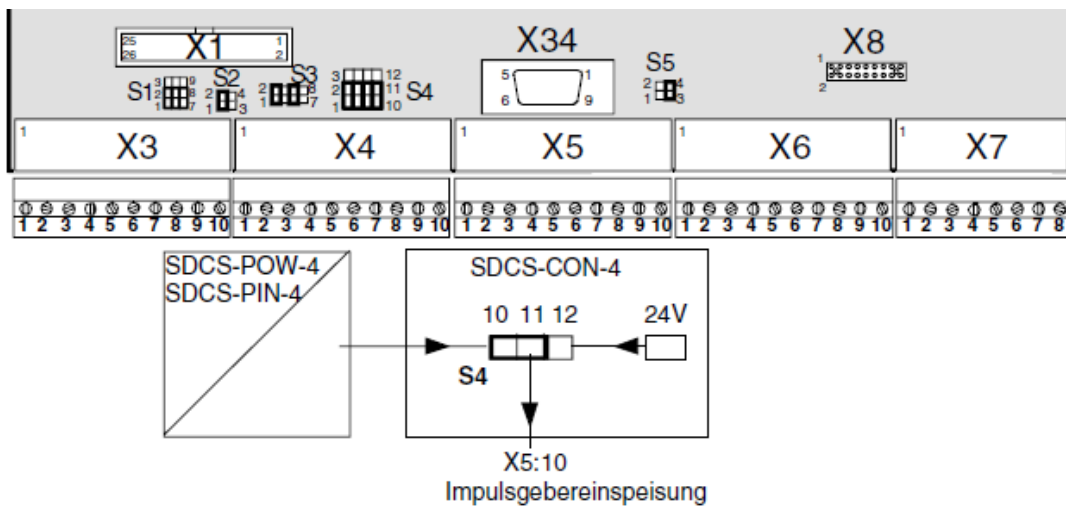 25 X1 1
26 2
X34
5 1
6 9
X8
1
2
S1 3 9
2 8
1 7
S2
2 4
1 3
S3
2 8
1 7
3 12
2 11 S4
1 10
S5
2 4
1 3
1 X3
1 X4
1 X5
1 X6
1 X7
1 2 3 4 5 6 7 8 9 10
1 2 3 4 5 6 7 8 9 10
1 2 3 4 5 6 7 8 9 10
1 2 3 4 5 6 7 8 9 10
1 2 3 4 5 6 7 8
SDCS-POW-4
SDCS-PIN-4
SDCS-CON-4
10 11 12 24V
S4
X5:10
Impulsgebereinspeisung